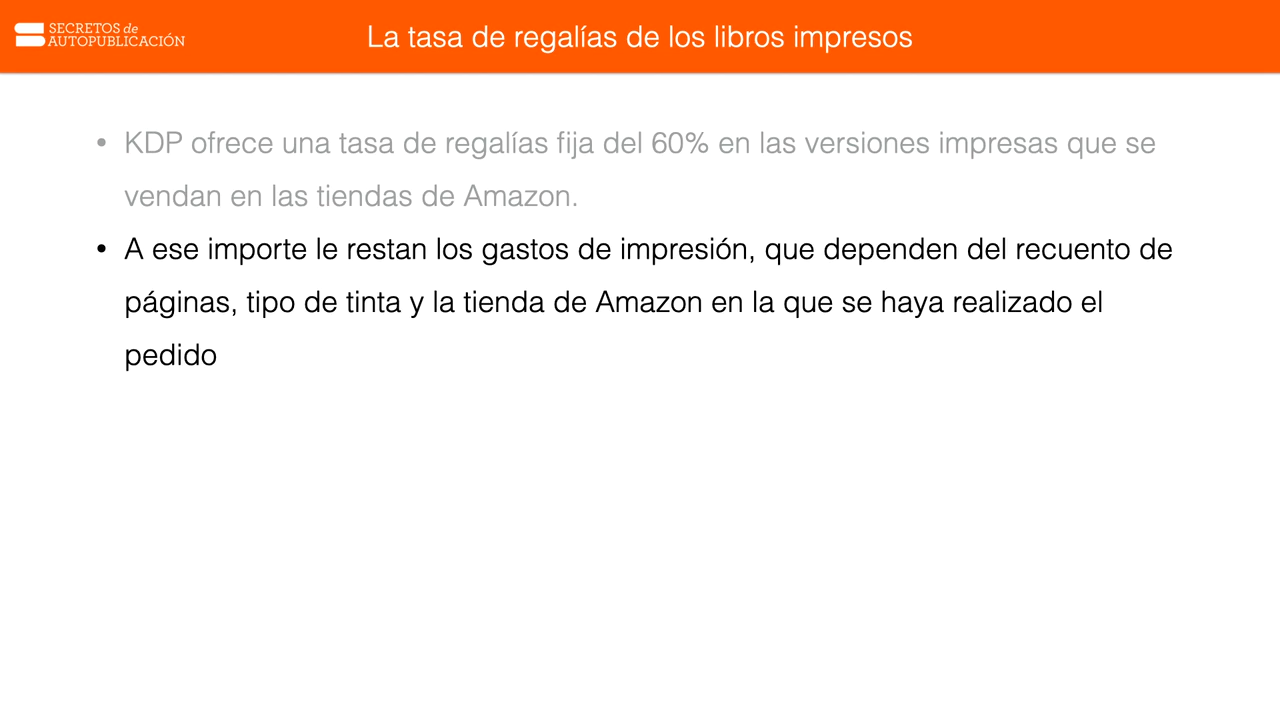 SECRETOS de
AUTOPUBLICACIÓN
La tasa de regalías de los libros impresos
• KDP ofrece una tasa de regalías fija del 60% en las versiones impresas que se
vendan en las tiendas de Amazon.
• A ese importe le restan los gastos de impresión, que dependen del recuento de
páginas, tipo de tinta y la tienda de Amazon en la que se haya realizado el
pedido